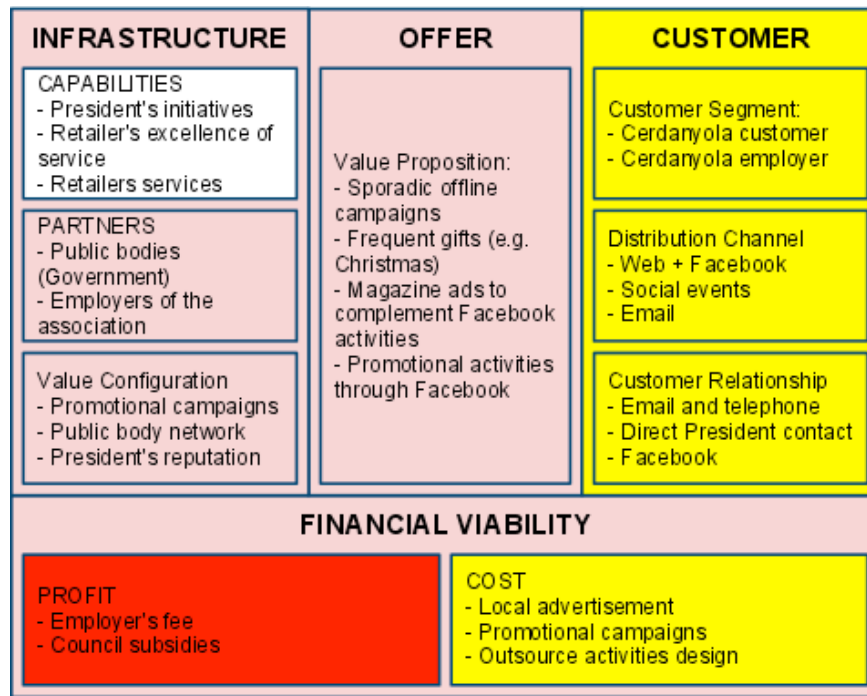 INFRASTRUCTURE
CAPABILITIES
- President's initiatives
- Retailer's excellence of
service
- Retailers services
PARTNERS
- Public bodies
(Government)
- Employers of the
association
Value Configuration
- Promotional campaigns
- Public body network
- President's reputation
OFFER
Value Proposition:
- Sporadic offline
campaigns
- Frequent gifts (e.g.
Christmas)
- Magazine ads to
complement Facebook
activities
- Promotional activities
through Facebook
CUSTOMER
Customer Segment:
- Cerdanyola customer
- Cerdanyola employer
Distribution Channel
- Web + Facebook
- Social events
- Email
Customer Relationship
- Email and telephone
- Direct President contact
- Facebook
FINANCIAL VIABILITY
PROFIT
- Employer's fee
- Council subsidies
COST
- Local advertisement
- Promotional campaigns
- Outsource activities design